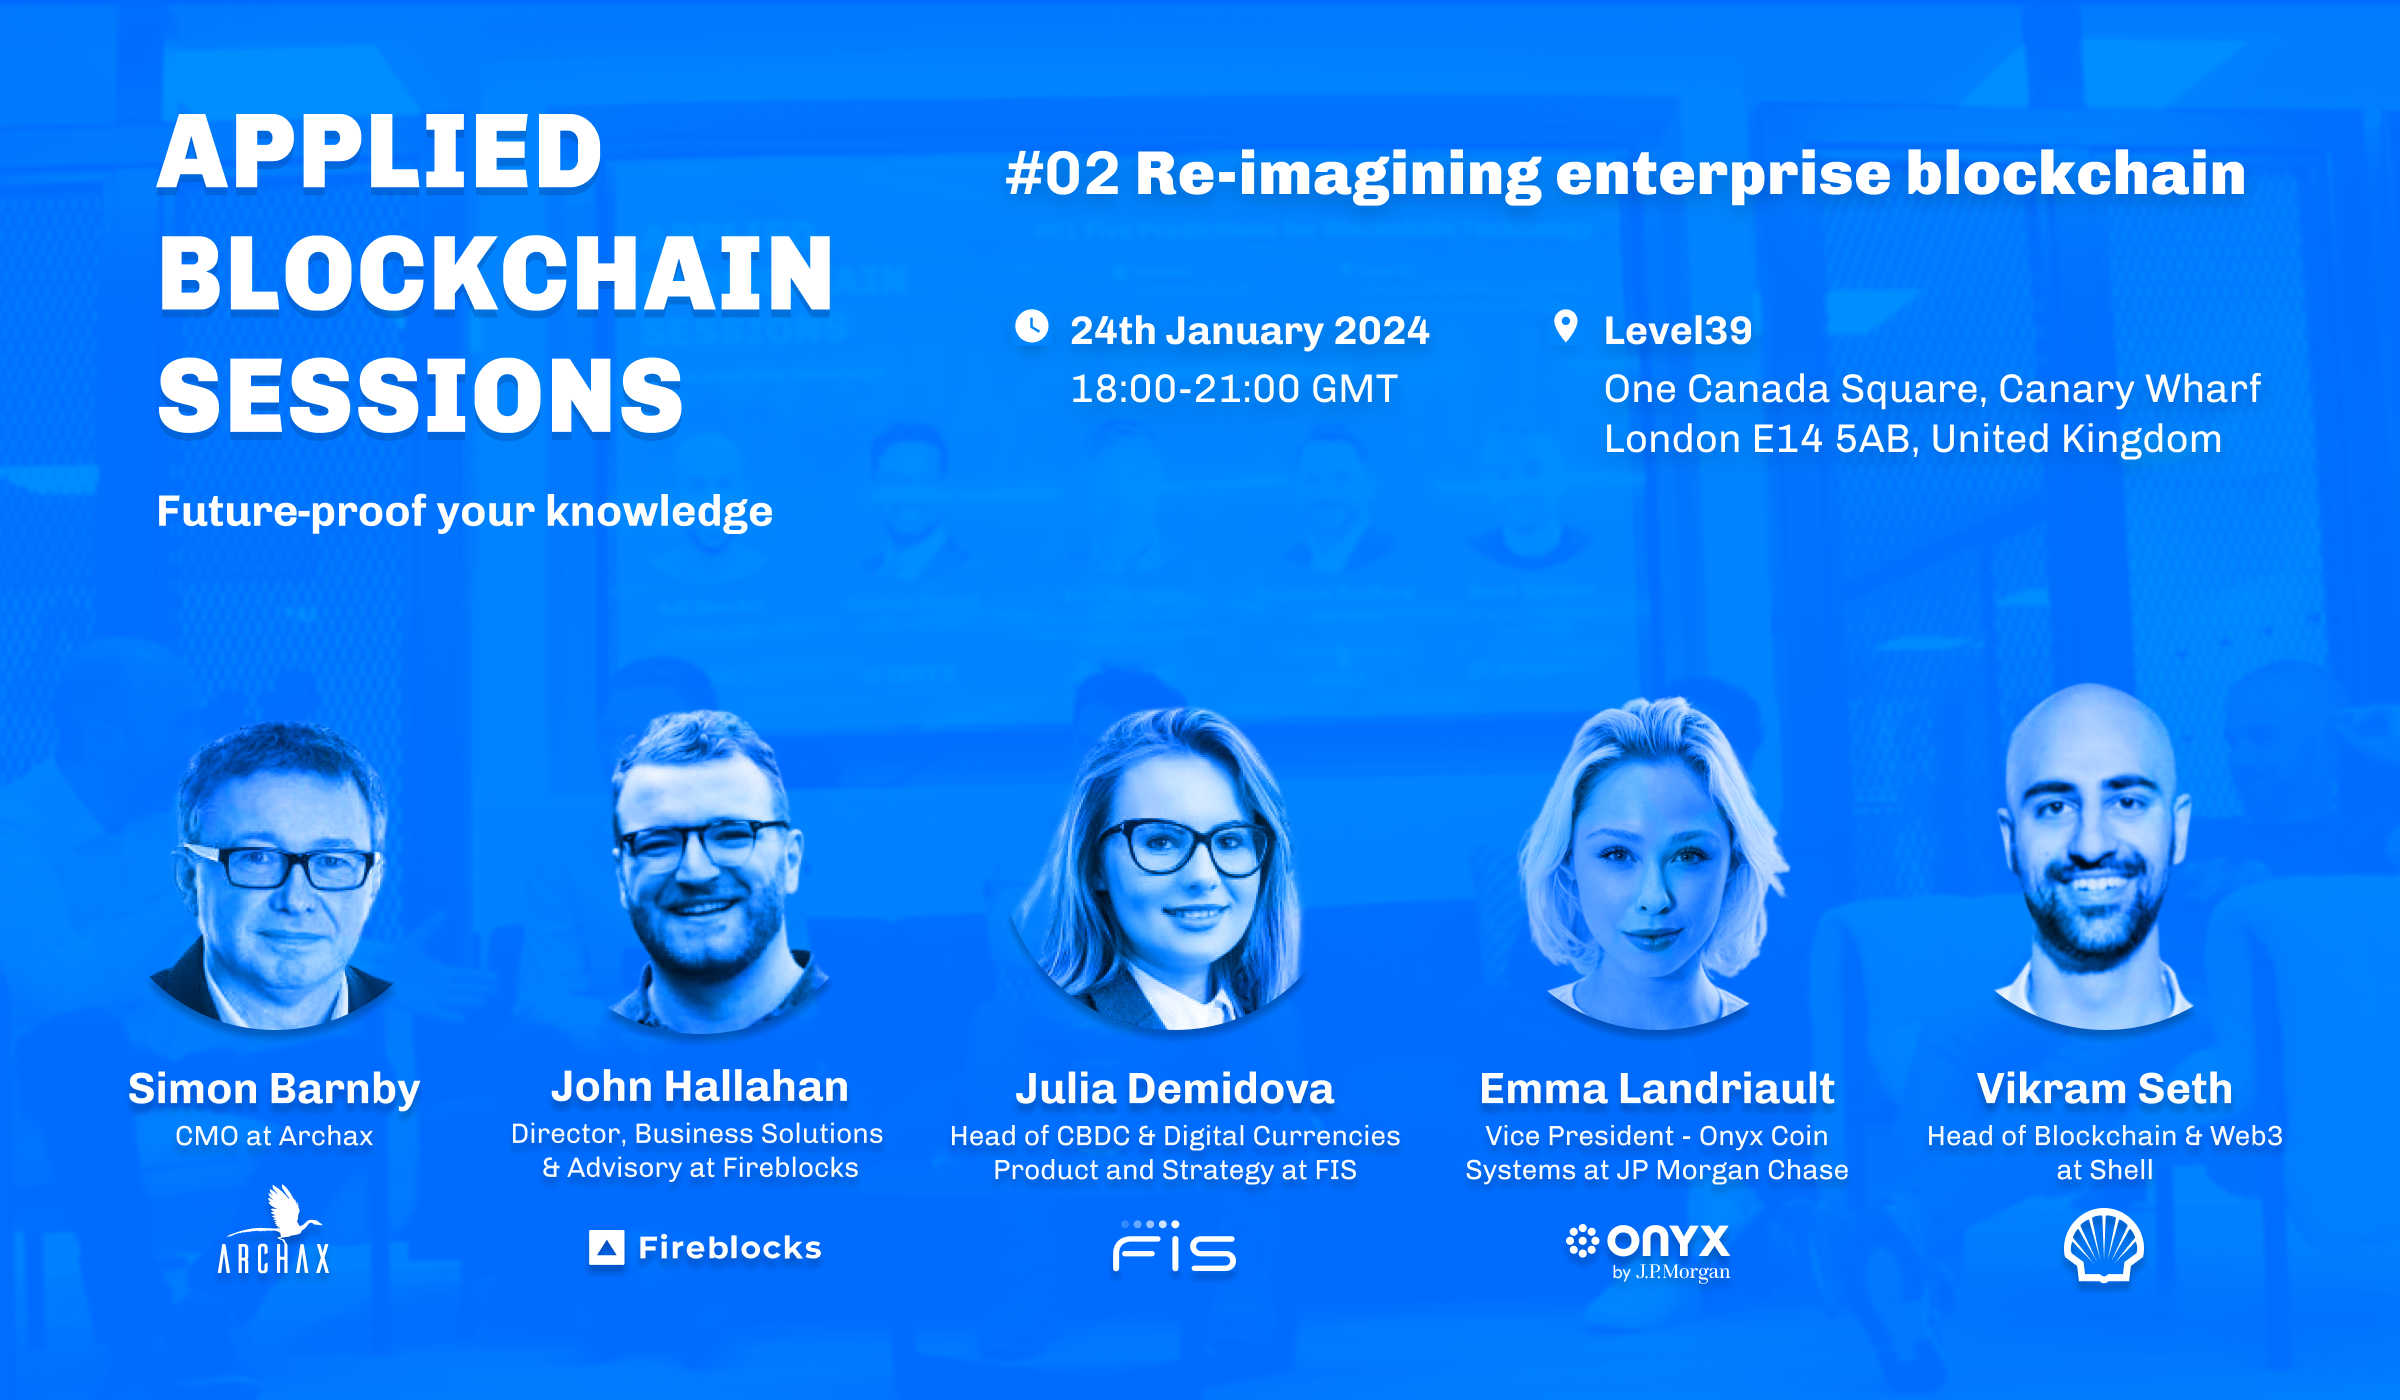 APPLIED
BLOCKCHAIN
SESSIONS
Future-proof your knowledge
#02 Re-imagining enterprise blockchain
24th January 2024
18:00-21:00 GMT
Level39
One Canada Square, Canary Wharf
London E14 5AB, United Kingdom
Simon Barnby
CMO at Archax
ARCHAX
John Hallahan
Director, Business Solutions
& Advisory at Fireblocks
Fireblocks
Julia Demidova
Head of CBDC & Digital Currencies
Product and Strategy at FIS
FIS
Emma Landriault
Vice President - Onyx Coin
Systems at JP Morgan Chase
ONYX
by J.P.Morgan
Vikram Seth
Head of Blockchain & Web3
at Shell